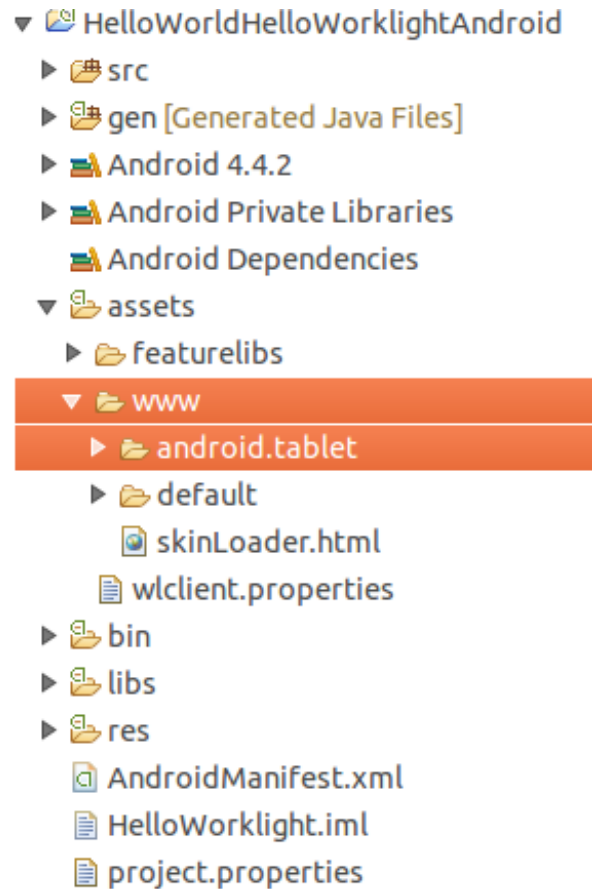 HelloWorldHelloWorklightAndroid
src
gen [Generated Java Files]
Android 4.4.2
Android Private Libraries
Android Dependencies
assets
featurelibs
www
android.tablet
default
skinLoader.html
wlclient.properties
bin
libs
res
AndroidManifest.xml
HelloWorklight.iml
project.properties